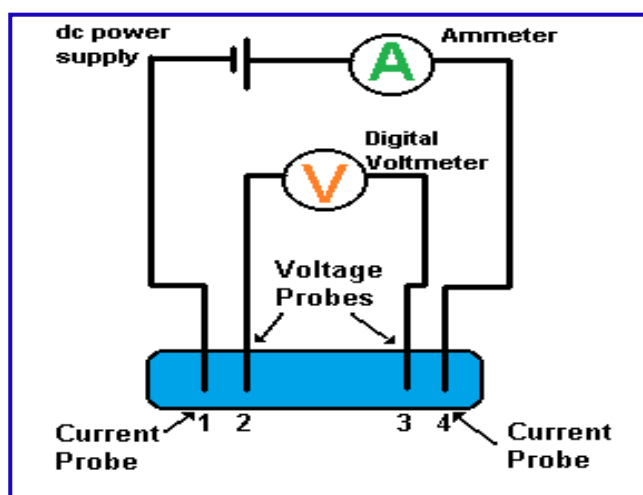 dc power
supply
Ammeter
A
Digital
Voltmeter
V
Voltage
Probes
1 2 3 4
Current
Probe
Current
Probe